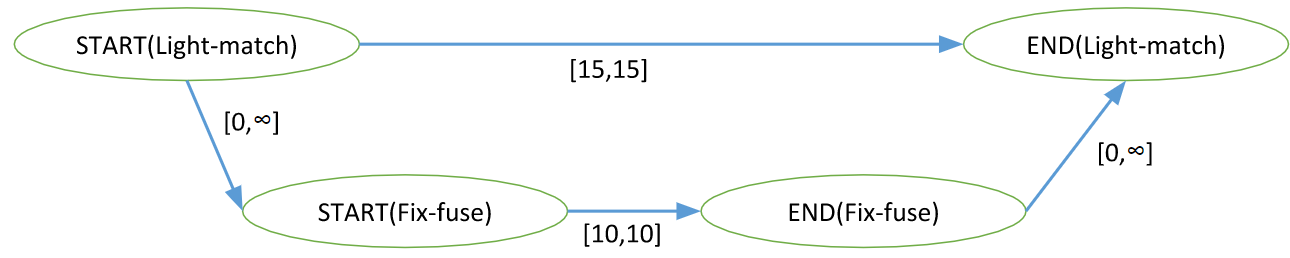 START(Light-match)
END(Light-match)
[15,15]
[0,∞]
[0,∞]
START(Fix-fuse)
END(Fix-fuse)
[10,10]